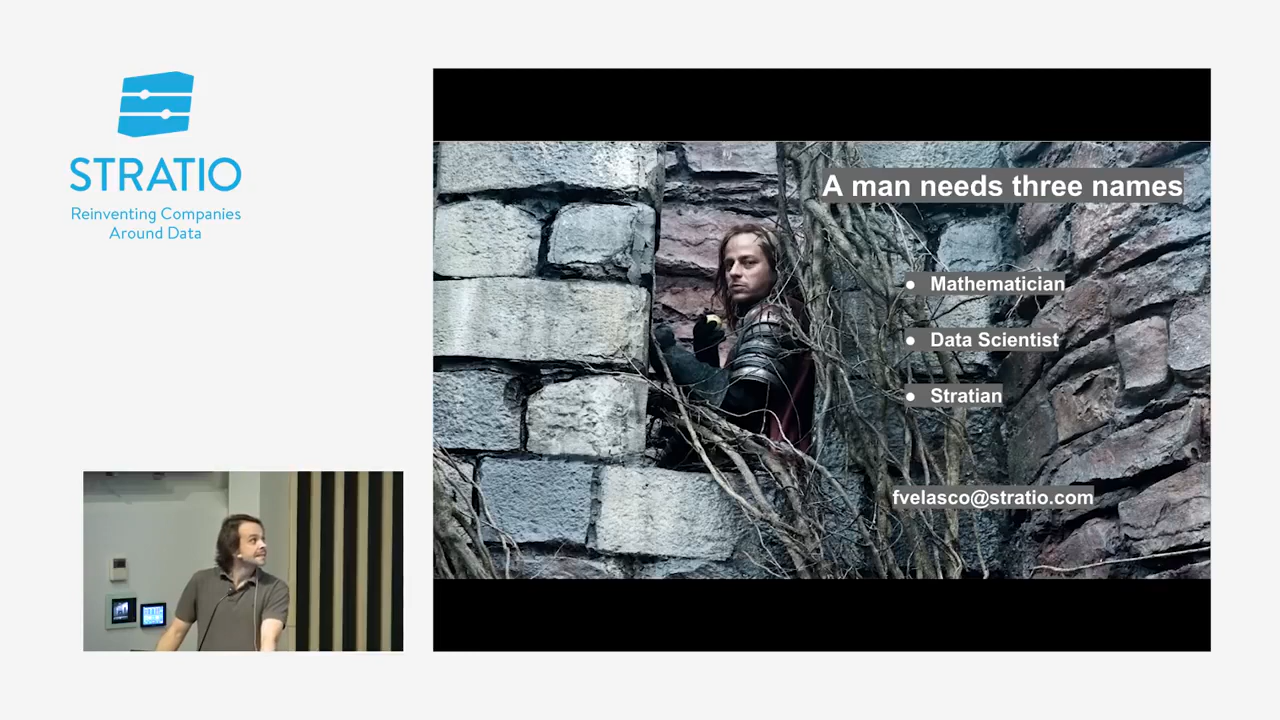 STRATIO
Reinventing Companies
Around Data
A man needs three names
● Mathematician
● Data Scientist
● Stratian
fvelasco@stratio.com